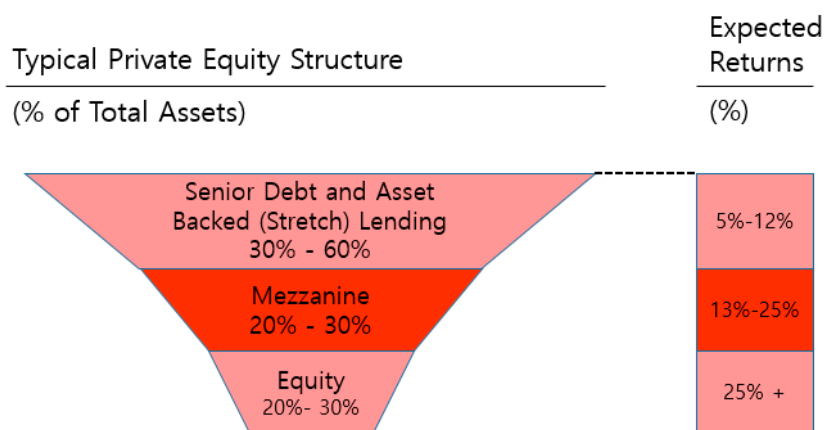 Typical Private Equity Structure
(% of Total Assets)
Expected
Returns
(%)
Senior Debt and Asset
Backed (Stretch) Lending
30% - 60%
5%-12%
Mezzanine
20% - 30%
13%-25%
Equity
20%- 30%
25% +